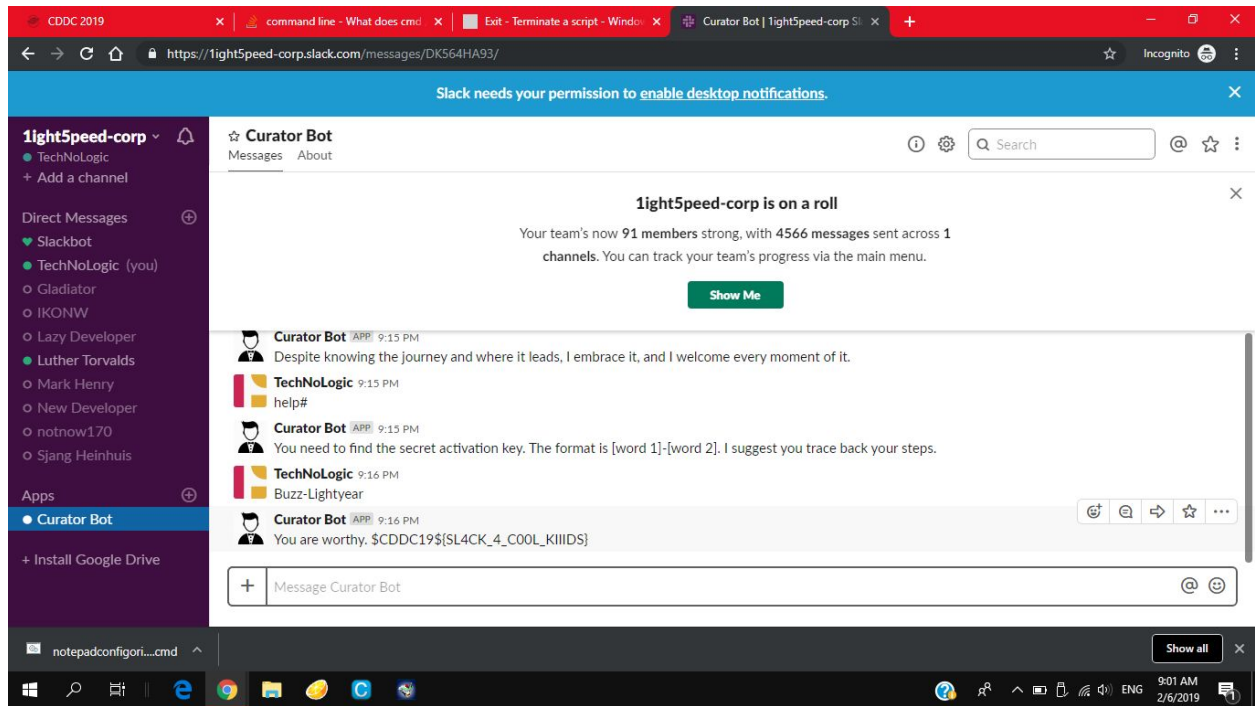 CDDC 2019
command line - What does cmd
Exit - Terminate a script - Window
Curator Bot | 1ight5peed-corp Sl
https://1ight5peed-corp.slack.com/messages/DK564HA93/
Incognito
Slack needs your permission to enable desktop notifications.
1ight5peed-corp
TechNoLogic
+ Add a channel
Direct Messages
Slackbot
TechNoLogic (you)
Gladiator
IKONW
Lazy Developer
Luther Torvalds
Mark Henry
New Developer
notnow170
Sjang Heinhuis
Apps
Curator Bot
+ Install Google Drive
Curator Bot
Messages About
Search
1ight5peed-corp is on a roll
Your team's now 91 members strong, with 4566 messages sent across 1
channels. You can track your team's progress via the main menu.
Show Me
Curator Bot APP 9:15 PM
Despite knowing the journey and where it leads, I embrace it, and I welcome every moment of it.
TechNoLogic 9:15 PM
help#
Curator Bot APP 9:15 PM
You need to find the secret activation key. The format is [word 1]-[word 2]. I suggest you trace back your steps.
TechNoLogic 9:16 PM
Buzz-Lightyear
Curator Bot APP 9:16 PM
You are worthy. $CDDC19${SL4CK_4_C00L_KIIIDS}
Message Curator Bot
notepadconfigori....cmd
Show all
ENG
9:01 AM
2/6/2019